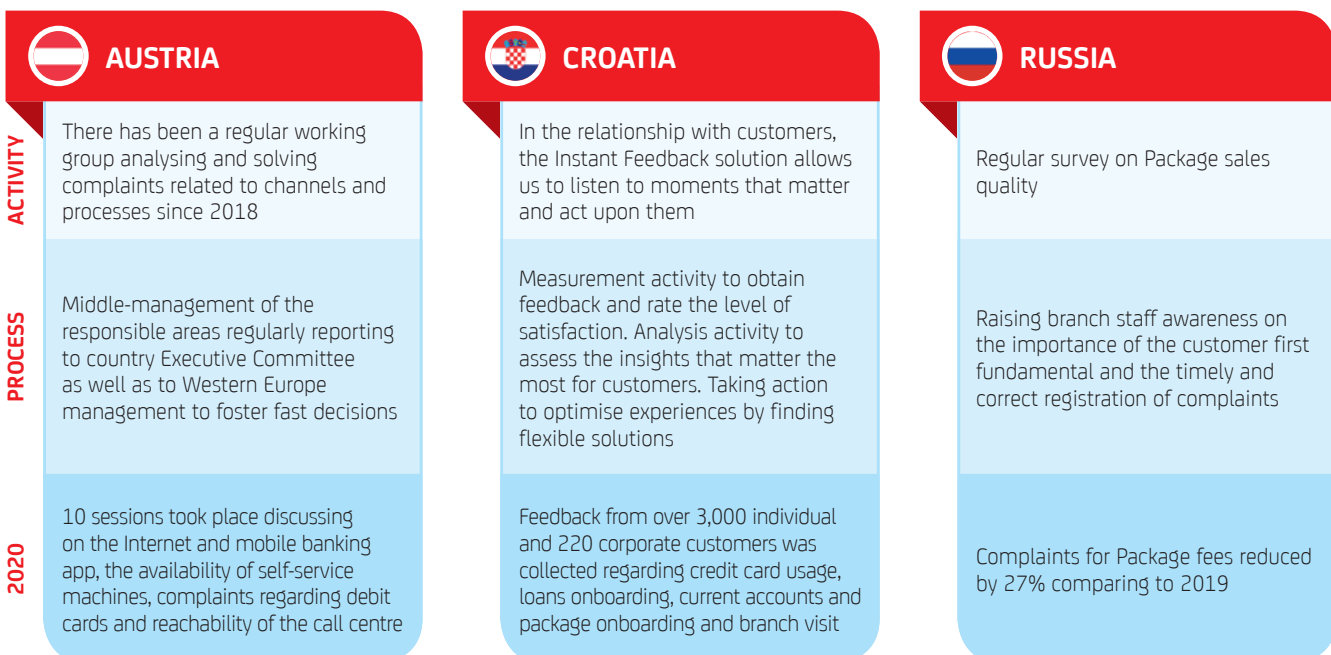 AUSTRIA
There has been a regular working
group analysing and solving
complaints related to channels and
processes since 2018
Middle-management of the
responsible areas regularly reporting
to country Executive Committee
as well as to Western Europe
management to foster fast decisions
10 sessions took place discussing
on the Internet and mobile banking
app, the availability of self-service
machines, complaints regarding debit
cards and reachability of the call centre
CROATIA
In the relationship with customers,
the Instant Feedback solution allows
us to listen to moments that matter
and act upon them
Measurement activity to obtain
feedback and rate the level of
satisfaction. Analysis activity to
assess the insights that matter the
most for customers. Taking action
to optimise experiences by finding
flexible solutions
Feedback from over 3,000 individual
and 220 corporate customers was
collected regarding credit card usage,
loans onboarding, current accounts and
package onboarding and branch visit
RUSSIA
Regular survey on Package sales
quality
Raising branch staff awareness on
the importance of the customer first
fundamental and the timely and
correct registration of complaints
Complaints for Package fees reduced
by 27% comparing to 2019
ACTIVITY
PROCESS
2020